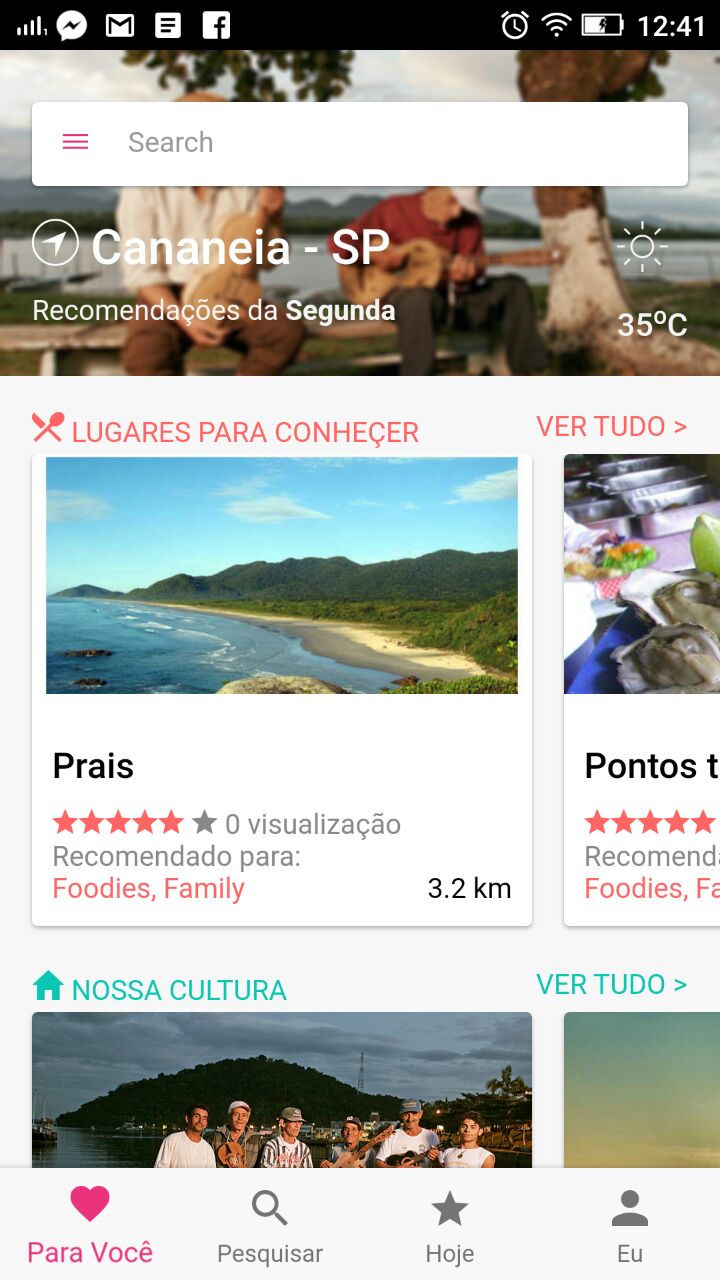 12:41
Search
Cananeia - SP
Recomendações da Segunda
35ºC
LUGARES PARA CONHEÇER
VER TUDO >
Prais
0 visualização
Recomendado para:
Foodies, Family
3.2 km
Pontos t
Recomenda
Foodies, Fa
NOSSA CULTURA
VER TUDO >
Para Você
Pesquisar
Hoje
Eu